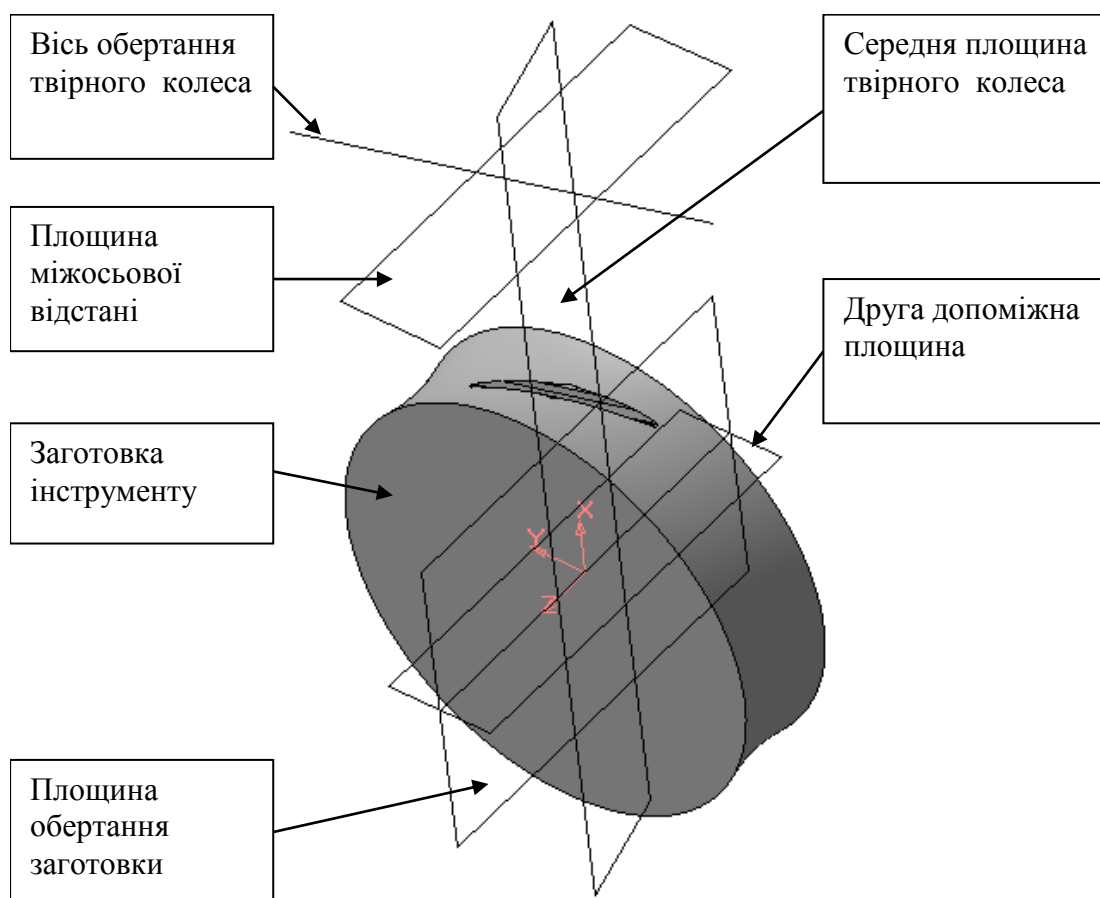 Вісь обертання
твірного колеса
Середня площина
твірного колеса
Площина
міжосьової
відстані
Друга допоміжна
площина
Заготовка
інструменту
X
Y
Z
Площина
обертання
заготовки